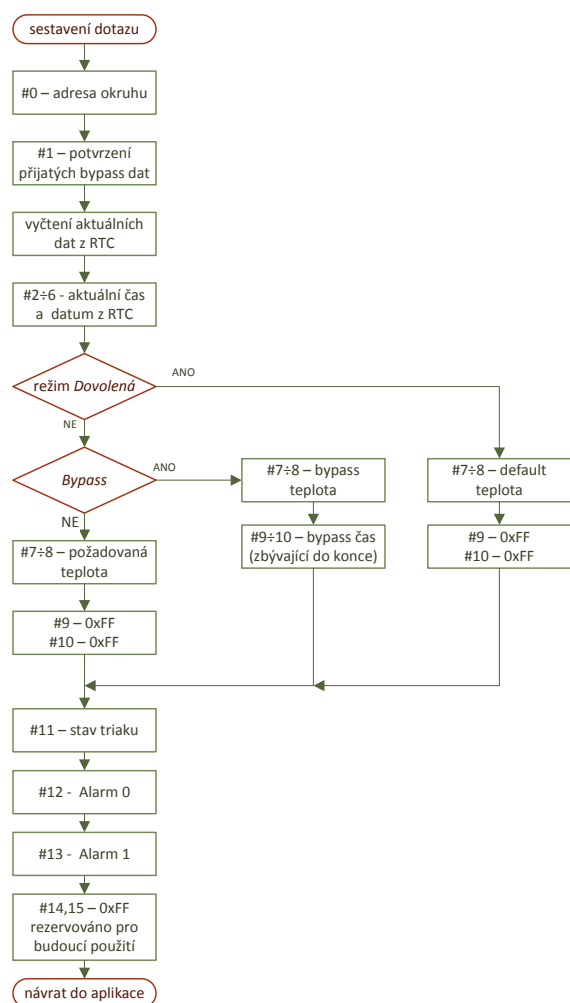 sestavení dotazu
#0 – adresa okruhu
#1 – potvrzení
přijatých bypass dat
vyčtení aktuálních
dat z RTC
#2÷6 - aktuální čas
a datum z RTC
režim Dovolená
ANO
NE
Bypass
ANO
NE
#7÷8 – bypass
teplota
#7÷8 – default
teplota
#7÷8 – požadovaná
teplota
#9÷10 – bypass čas
(zbývající do konce)
#9 – 0xFF
#10 – 0xFF
#9 – 0xFF
#10 – 0xFF
#11 – stav triaku
#12 - Alarm 0
#13 - Alarm 1
#14,15 – 0xFF
rezervováno pro
budoucí použití
návrat do aplikace